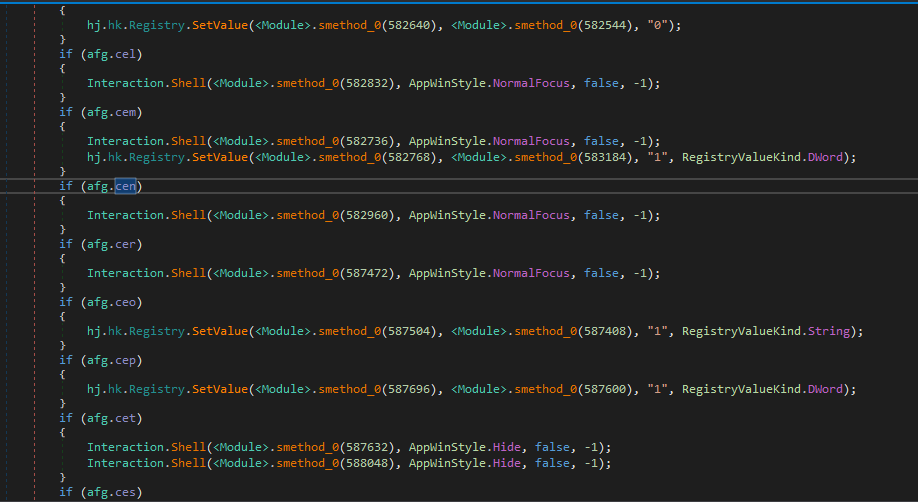 {
hj.hk.Registry.SetValue(<Module>.smethod_0(582640), <Module>.smethod_0(582544), "0");
}
if (afg.cel)
{
Interaction.Shell(<Module>.smethod_0(582832), AppWinStyle.NormalFocus, false, -1);
}
if (afg.cem)
{
Interaction.Shell(<Module>.smethod_0(582736), AppWinStyle.NormalFocus, false, -1);
hj.hk.Registry.SetValue(<Module>.smethod_0(582768), <Module>.smethod_0(583184), "1", RegistryValueKind.DWord);
}
if (afg.cen)
{
Interaction.Shell(<Module>.smethod_0(582960), AppWinStyle.NormalFocus, false, -1);
}
if (afg.cer)
{
Interaction.Shell(<Module>.smethod_0(587472), AppWinStyle.NormalFocus, false, -1);
}
if (afg.ceo)
{
hj.hk.Registry.SetValue(<Module>.smethod_0(587504), <Module>.smethod_0(587408), "1", RegistryValueKind.String);
}
if (afg.cep)
{
hj.hk.Registry.SetValue(<Module>.smethod_0(587696), <Module>.smethod_0(587600), "1", RegistryValueKind.DWord);
}
if (afg.cet)
{
Interaction.Shell(<Module>.smethod_0(587632), AppWinStyle.Hide, false, -1);
Interaction.Shell(<Module>.smethod_0(588048), AppWinStyle.Hide, false, -1);
}
if (afg.ces)